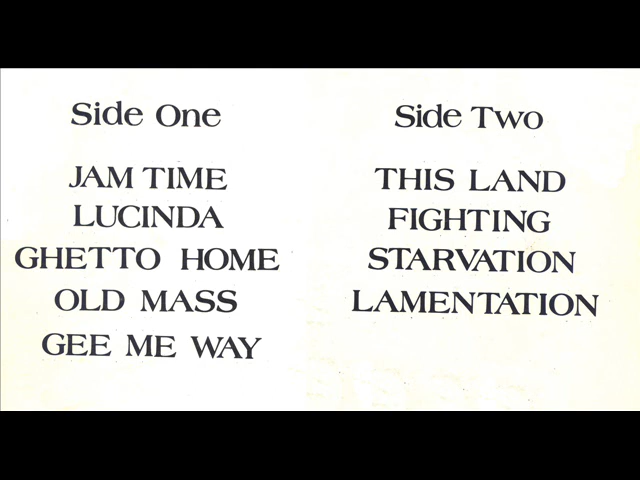 Side One
JAM TIME
LUCINDA
GHETTO HOME
OLD MASS
GEE ME WAY
Side Two
THIS LAND
FIGHTING
STARVATION
LAMENTATION